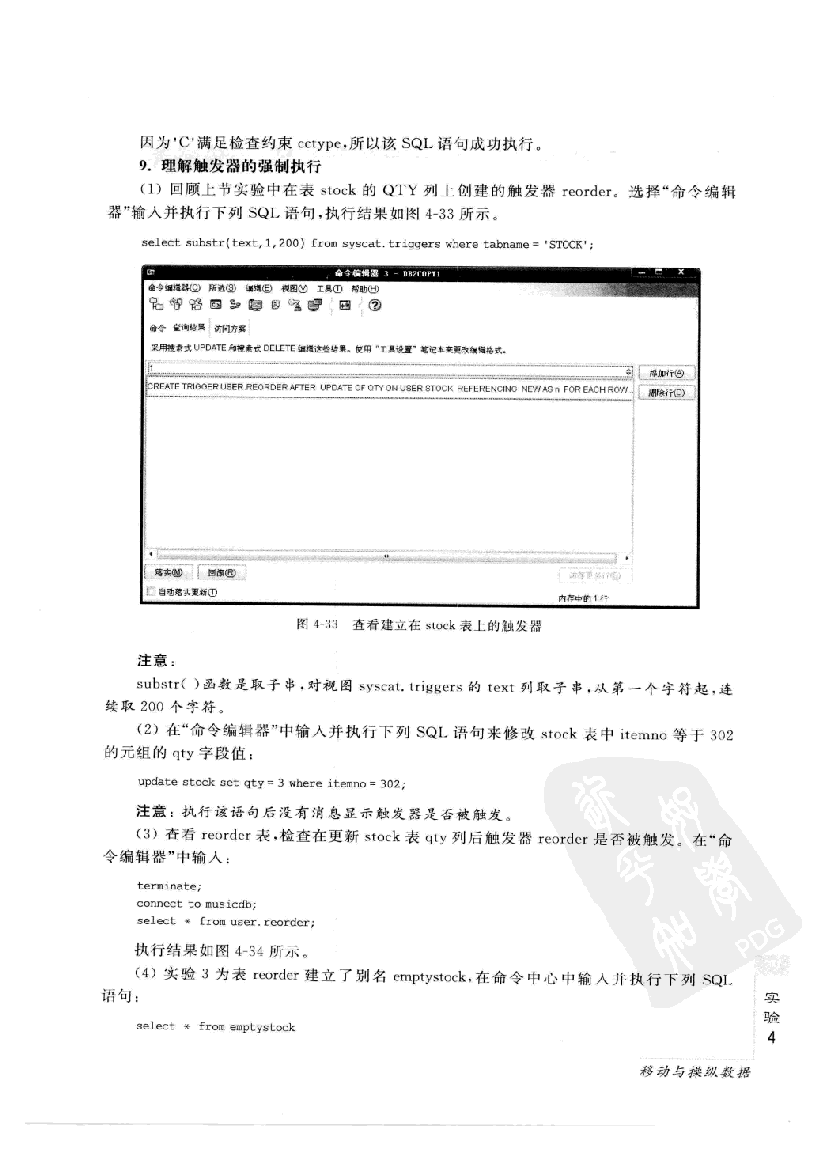 因为'C'满足检查约束 cctype,所以该 SQL 语句成功执行。
9. 理解触发器的强制执行
(1) 回顾上节实验中在表 stock 的 QTY 列上创建的触发器 reorder。选择“命令编辑
器”输入并执行下列 SQL 语句,执行结果如图 4-33 所示。
select substr(text,1,200) from syscat.triggers where tabname = 'STOCK';
命令编辑器 3 - DB2COPY1
命令编辑器(C) 所选(S) 编辑(E) 视图(V) 工具(T) 帮助(H)
命令 查询结果 访问方案
采用搜索式 UPDATE 和搜索式 DELETE 编辑这些结果。使用“工具设置”笔记本来更改编辑格式。
1
添加行(A)
CREATE TRIGGER USER.REORDER AFTER UPDATE OF QTY ON USER.STOCK REFERENCING NEW AS n FOR EACH ROW...
删除行(L)
落实(M) 回滚(R)
自动落实更新(T)
内存中的 1 行
图 4-33 查看建立在 stock 表上的触发器
注意:
substr( )函数是取子串,对视图 syscat.triggers 的 text 列取子串,从第一个字符起,连
续取 200 个字符。
(2) 在“命令编辑器”中输入并执行下列 SQL 语句来修改 stock 表中 itemno 等于 302
的元组的 qty 字段值:
update stock set qty = 3 where itemno = 302;
注意:执行该语句后没有消息显示触发器是否被触发。
(3) 查看 reorder 表,检查在更新 stock 表 qty 列后触发器 reorder 是否被触发。在“命
令编辑器”中输入:
terminate;
connect to musicdb;
select * from user.reorder;
执行结果如图 4-34 所示。
(4) 实验 3 为表 reorder 建立了别名 emptystock,在命令中心中输入并执行下列 SQL
语句:
select * from emptystock
PDG
实
验
4
移动与操纵数据